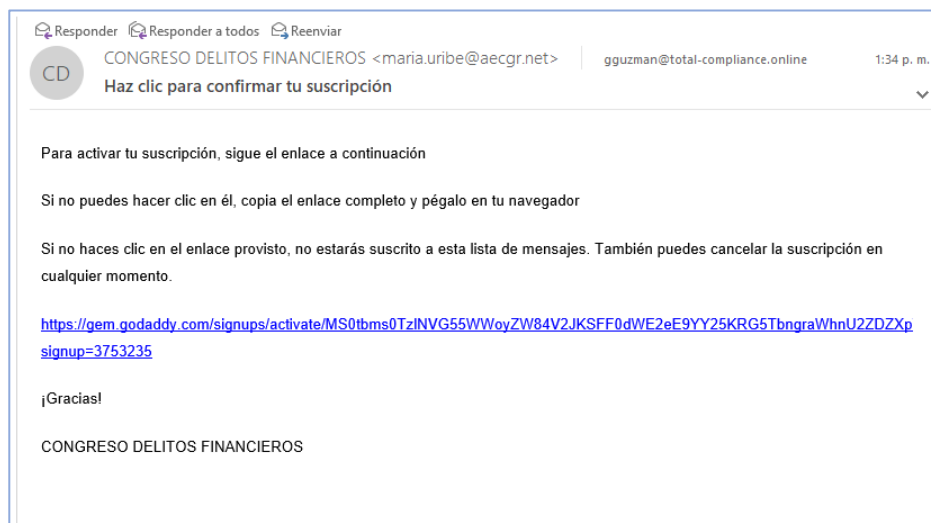 Responder Responder a todos Reenviar
CD
CONGRESO DELITOS FINANCIEROS <maria.uribe@aecgr.net> gguzman@total-compliance.online 1:34 p. m.
Haz clic para confirmar tu suscripción
Para activar tu suscripción, sigue el enlace a continuación
Si no puedes hacer clic en él, copia el enlace completo y pégalo en tu navegador
Si no haces clic en el enlace provisto, no estarás suscrito a esta lista de mensajes. También puedes cancelar la suscripción en
cualquier momento.
https://gem.godaddy.com/signups/activate/MS0tbms0TzlNVG55WWoyZW84V2JKSFF0dWE2eE9YY25KRG5TbngraWhnU2ZDZXp
signup=3753235
¡Gracias!
CONGRESO DELITOS FINANCIEROS